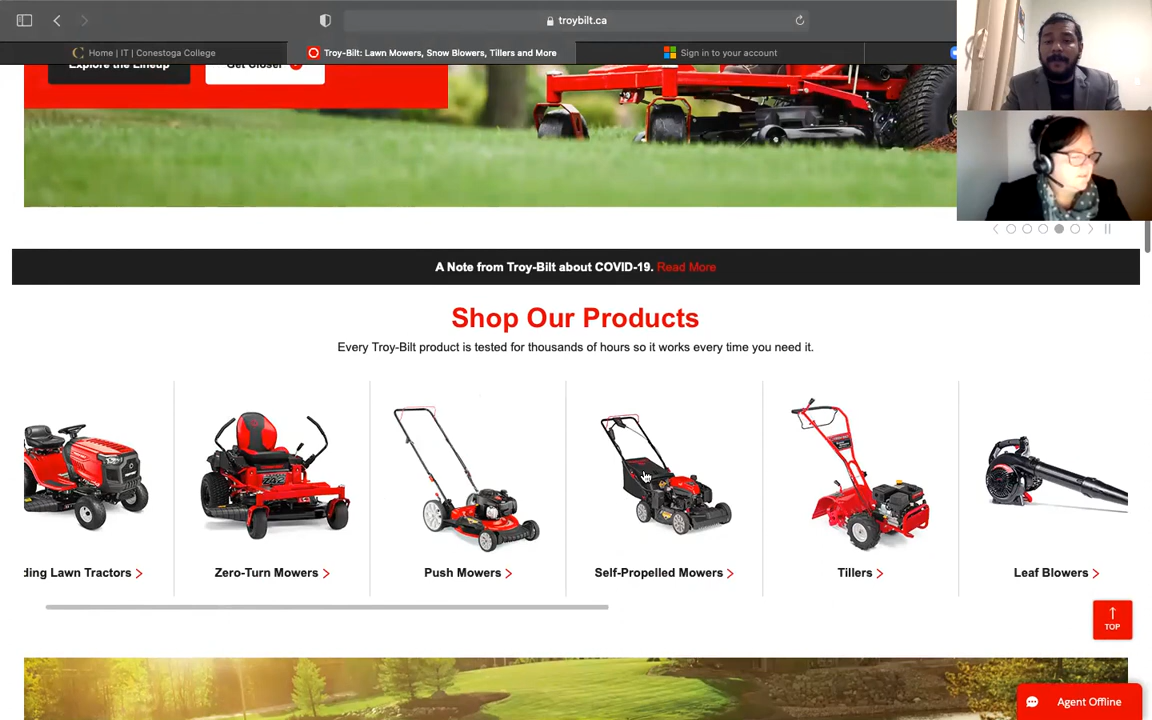 troybilt.ca
Home | IT | Conestoga College
Troy-Bilt: Lawn Mowers, Snow Blowers, Tillers and More
Sign in to your account
Explore the Lineup
Get Closer
A Note from Troy-Bilt about COVID-19. Read More
Shop Our Products
Every Troy-Bilt product is tested for thousands of hours so it works every time you need it.
ding Lawn Tractors
Zero-Turn Mowers
Push Mowers
Self-Propelled Mowers
Tillers
Leaf Blowers
TOP
Agent Offline